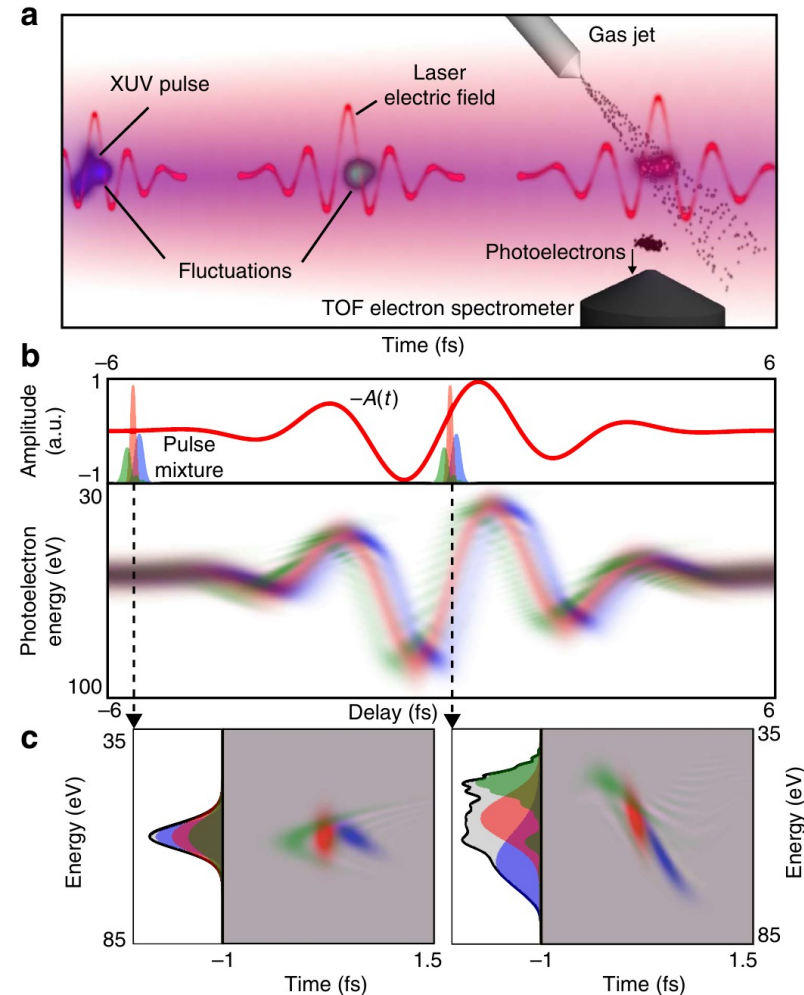 a
Gas jet
XUV pulse
Laser
electric field
Fluctuations
Photoelectrons
TOF electron spectrometer
Time (fs)
b
–6
6
1
–1
Amplitude
(a.u.)
–A(t)
Pulse
mixture
30
100
Photoelectron
energy (eV)
–6
Delay (fs)
6
c
35
85
Energy (eV)
–1
1.5
Time (fs)
35
85
Energy (eV)
–1
1.5
Time (fs)